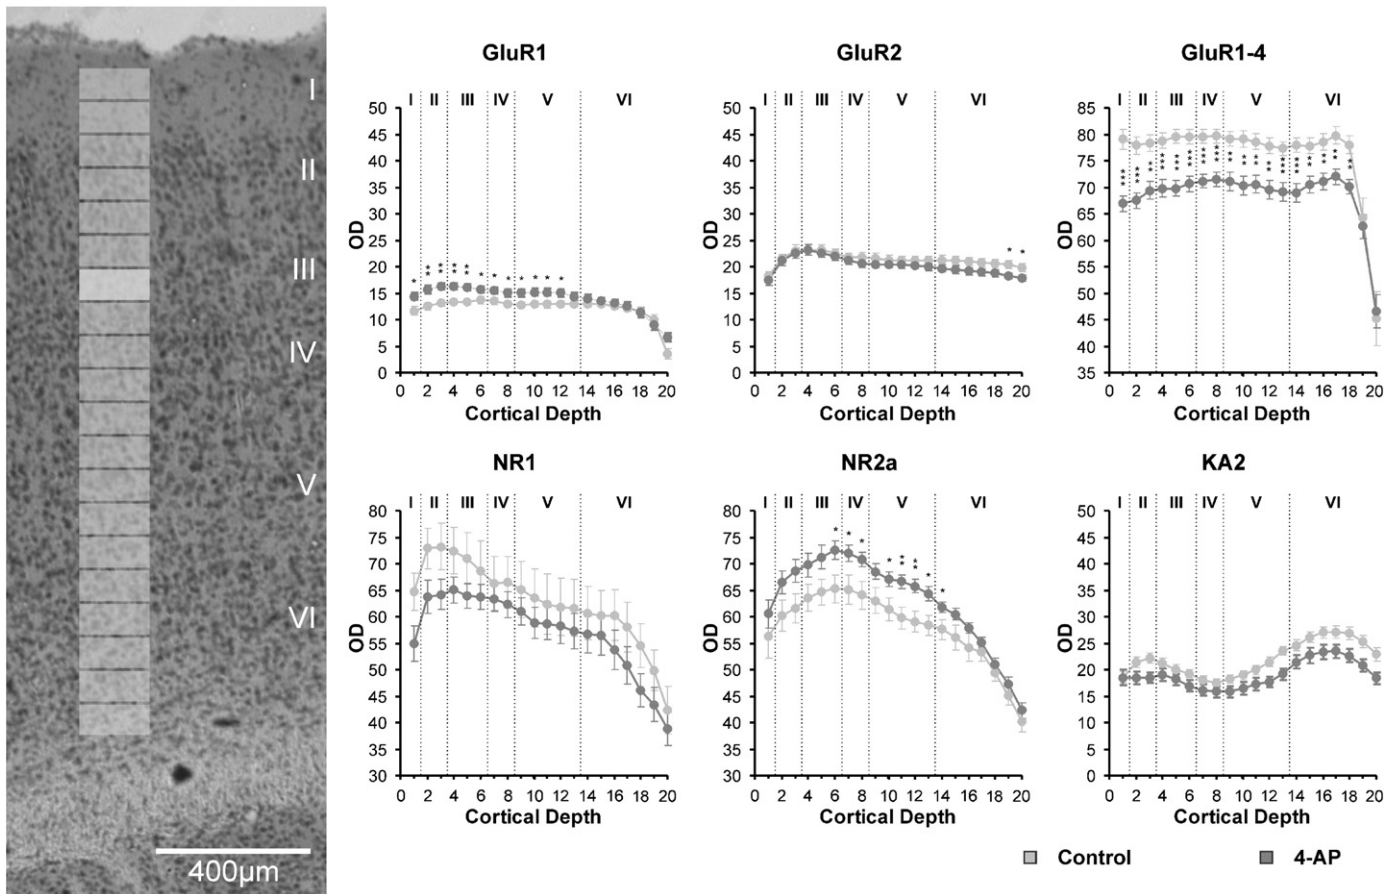 I
II
III
IV
V
VI
400µm
GluR1
I II III IV V VI
50
45
40
35
30
25
20
15
10
5
0
OD
0 2 4 6 8 10 12 14 16 18 20
Cortical Depth
GluR2
I II III IV V VI
50
45
40
35
30
25
20
15
10
5
0
OD
0 2 4 6 8 10 12 14 16 18 20
Cortical Depth
GluR1-4
I II III IV V VI
85
80
75
70
65
60
55
50
45
40
35
OD
0 2 4 6 8 10 12 14 16 18 20
Cortical Depth
NR1
I II III IV V VI
80
75
70
65
60
55
50
45
40
35
30
OD
0 2 4 6 8 10 12 14 16 18 20
Cortical Depth
NR2a
I II III IV V VI
80
75
70
65
60
55
50
45
40
35
30
OD
0 2 4 6 8 10 12 14 16 18 20
Cortical Depth
KA2
I II III IV V VI
50
45
40
35
30
25
20
15
10
5
0
OD
0 2 4 6 8 10 12 14 16 18 20
Cortical Depth
Control 4-AP